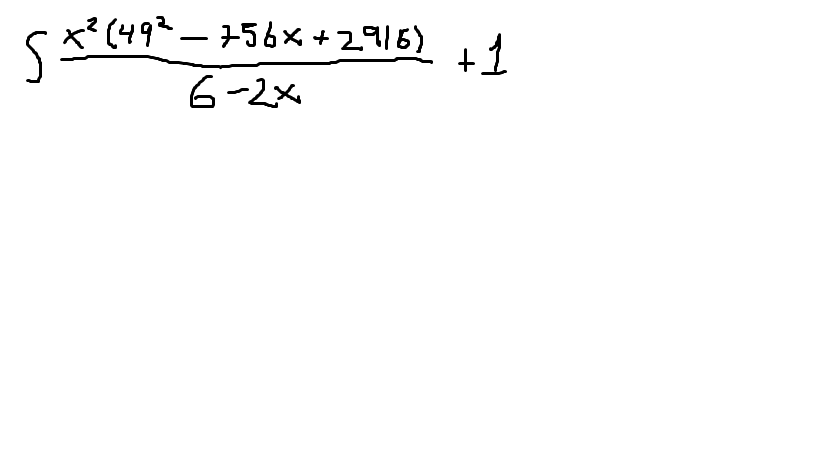 ∫ x²(49² − 756x + 2916) / 6 − 2x + 1